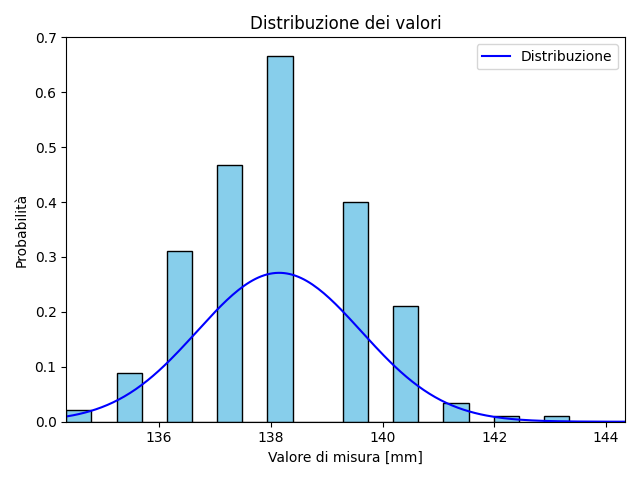 Distribuzione dei valori
Distribuzione
Probabilità
0.7
0.6
0.5
0.4
0.3
0.2
0.1
0.0
136 138 140 142 144
Valore di misura [mm]